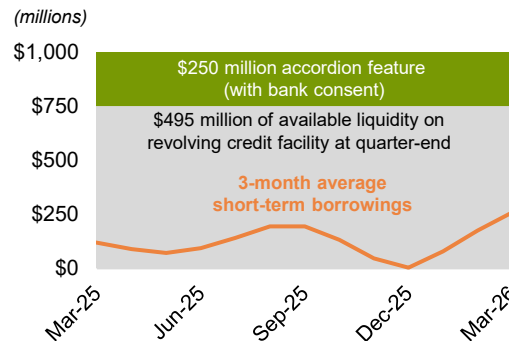 (millions)
$1,000
$250 million accordion feature
(with bank consent)
$750
$495 million of available liquidity on
revolving credit facility at quarter-end
$500
3-month average
short-term borrowings
$250
$0
Mar-25
Jun-25
Sep-25
Dec-25
Mar-26